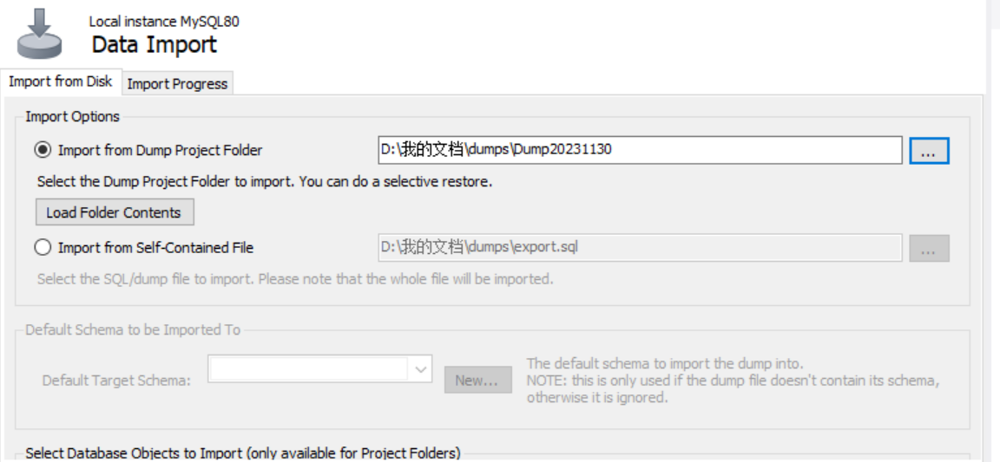 Local instance MySQL80
Data Import
Import from Disk
Import Progress
Import Options
Import from Dump Project Folder
D:\我的文档\dumps\Dump20231130
...
Select the Dump Project Folder to import. You can do a selective restore.
Load Folder Contents
Import from Self-Contained File
D:\我的文档\dumps\export.sql
...
Select the SQL/dump file to import. Please note that the whole file will be imported.
Default Schema to be Imported To
Default Target Schema:
New...
The default schema to import the dump into.
NOTE: this is only used if the dump file doesn't contain its schema,
otherwise it is ignored.
Select Database Objects to Import (only available for Project Folders)